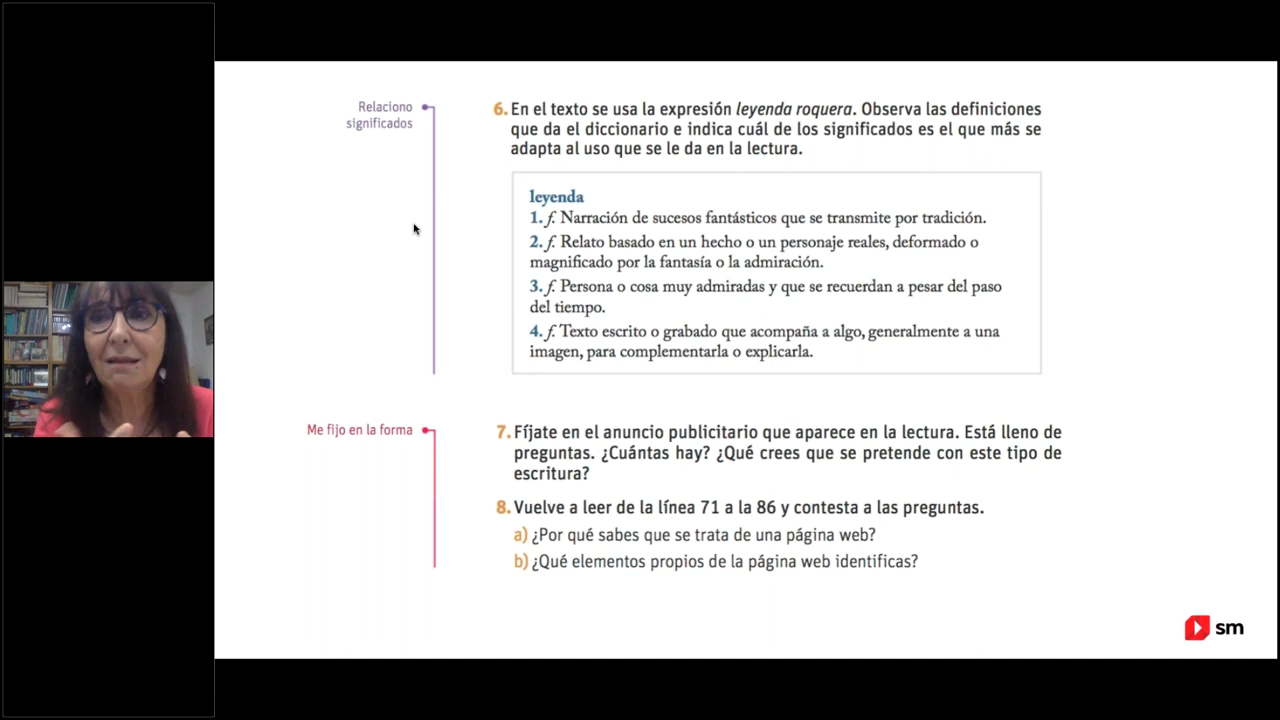 Relaciono
significados
6. En el texto se usa la expresión leyenda roquera. Observa las definiciones
que da el diccionario e indica cuál de los significados es el que más se
adapta al uso que se le da en la lectura.
leyenda
1. f. Narración de sucesos fantásticos que se transmite por tradición.
2. f. Relato basado en un hecho o un personaje reales, deformado o
magnificado por la fantasía o la admiración.
3. f. Persona o cosa muy admiradas y que se recuerdan a pesar del paso
del tiempo.
4. f. Texto escrito o grabado que acompaña a algo, generalmente a una
imagen, para complementarla o explicarla.
Me fijo en la forma
7. Fíjate en el anuncio publicitario que aparece en la lectura. Está lleno de
preguntas. ¿Cuántas hay? ¿Qué crees que se pretende con este tipo de
escritura?
8. Vuelve a leer de la línea 71 a la 86 y contesta a las preguntas.
a) ¿Por qué sabes que se trata de una página web?
b) ¿Qué elementos propios de la página web identificas?
sm